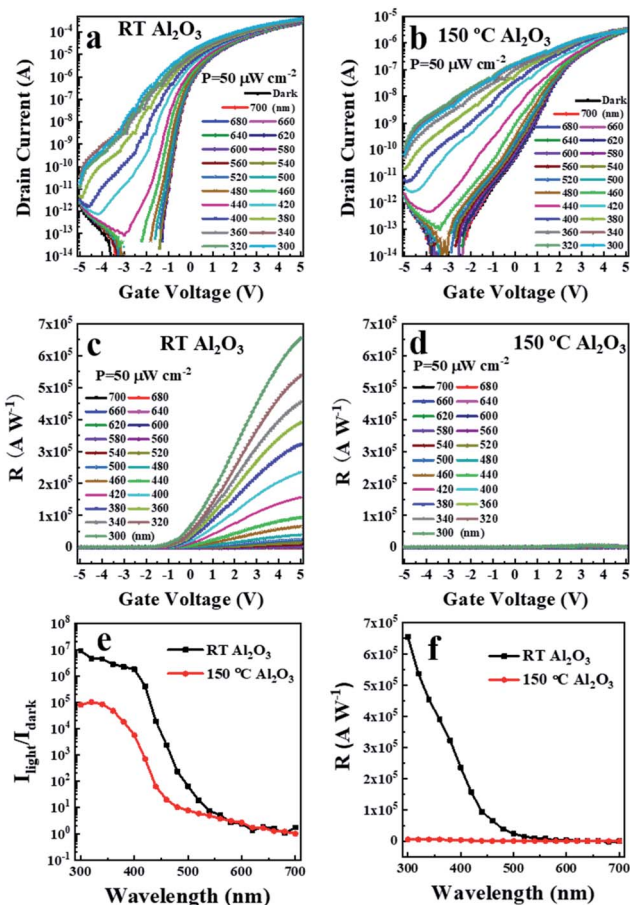 a
RT Al₂O₃
P=50 μW cm⁻²
Dark
700 (nm)
680 660
640 620
600 580
560 540
520 500
480 460
440 420
400 380
360 340
320 300
Drain Current (A)
10⁻⁴
10⁻⁵
10⁻⁶
10⁻⁷
10⁻⁸
10⁻⁹
10⁻¹⁰
10⁻¹¹
10⁻¹²
10⁻¹³
10⁻¹⁴
-5 -4 -3 -2 -1 0 1 2 3 4 5
Gate Voltage (V)
b
150 ºC Al₂O₃
P=50 μW cm⁻²
Dark
700 (nm)
680 660
640 620
600 580
560 540
520 500
480 460
440 420
400 380
360 340
320 300
Drain Current (A)
10⁻⁵
10⁻⁶
10⁻⁷
10⁻⁸
10⁻⁹
10⁻¹⁰
10⁻¹¹
10⁻¹²
10⁻¹³
10⁻¹⁴
-5 -4 -3 -2 -1 0 1 2 3 4 5
Gate Voltage (V)
c
RT Al₂O₃
P=50 μW cm⁻²
700 680
660 640
620 600
580 560
540 520
500 480
460 440
420 400
380 360
340 320
300 (nm)
R (A W⁻¹)
7x10⁵
6x10⁵
5x10⁵
4x10⁵
3x10⁵
2x10⁵
1x10⁵
0
-5 -4 -3 -2 -1 0 1 2 3 4 5
Gate Voltage (V)
d
150 ºC Al₂O₃
P=50 μW cm⁻²
700 680
660 640
620 600
580 560
540 520
500 480
460 440
420 400
380 360
340 320
300 (nm)
R (A W⁻¹)
7x10⁵
6x10⁵
5x10⁵
4x10⁵
3x10⁵
2x10⁵
1x10⁵
0
-5 -4 -3 -2 -1 0 1 2 3 4 5
Gate Voltage (V)
e
RT Al₂O₃
150 ºC Al₂O₃
I_light/I_dark
10⁷
10⁶
10⁵
10⁴
10³
10²
10¹
10⁰
10⁻¹
300 400 500 600 700
Wavelength (nm)
f
RT Al₂O₃
150 ºC Al₂O₃
R (A W⁻¹)
7x10⁵
6x10⁵
5x10⁵
4x10⁵
3x10⁵
2x10⁵
1x10⁵
0
300 400 500 600 700
Wavelength (nm)